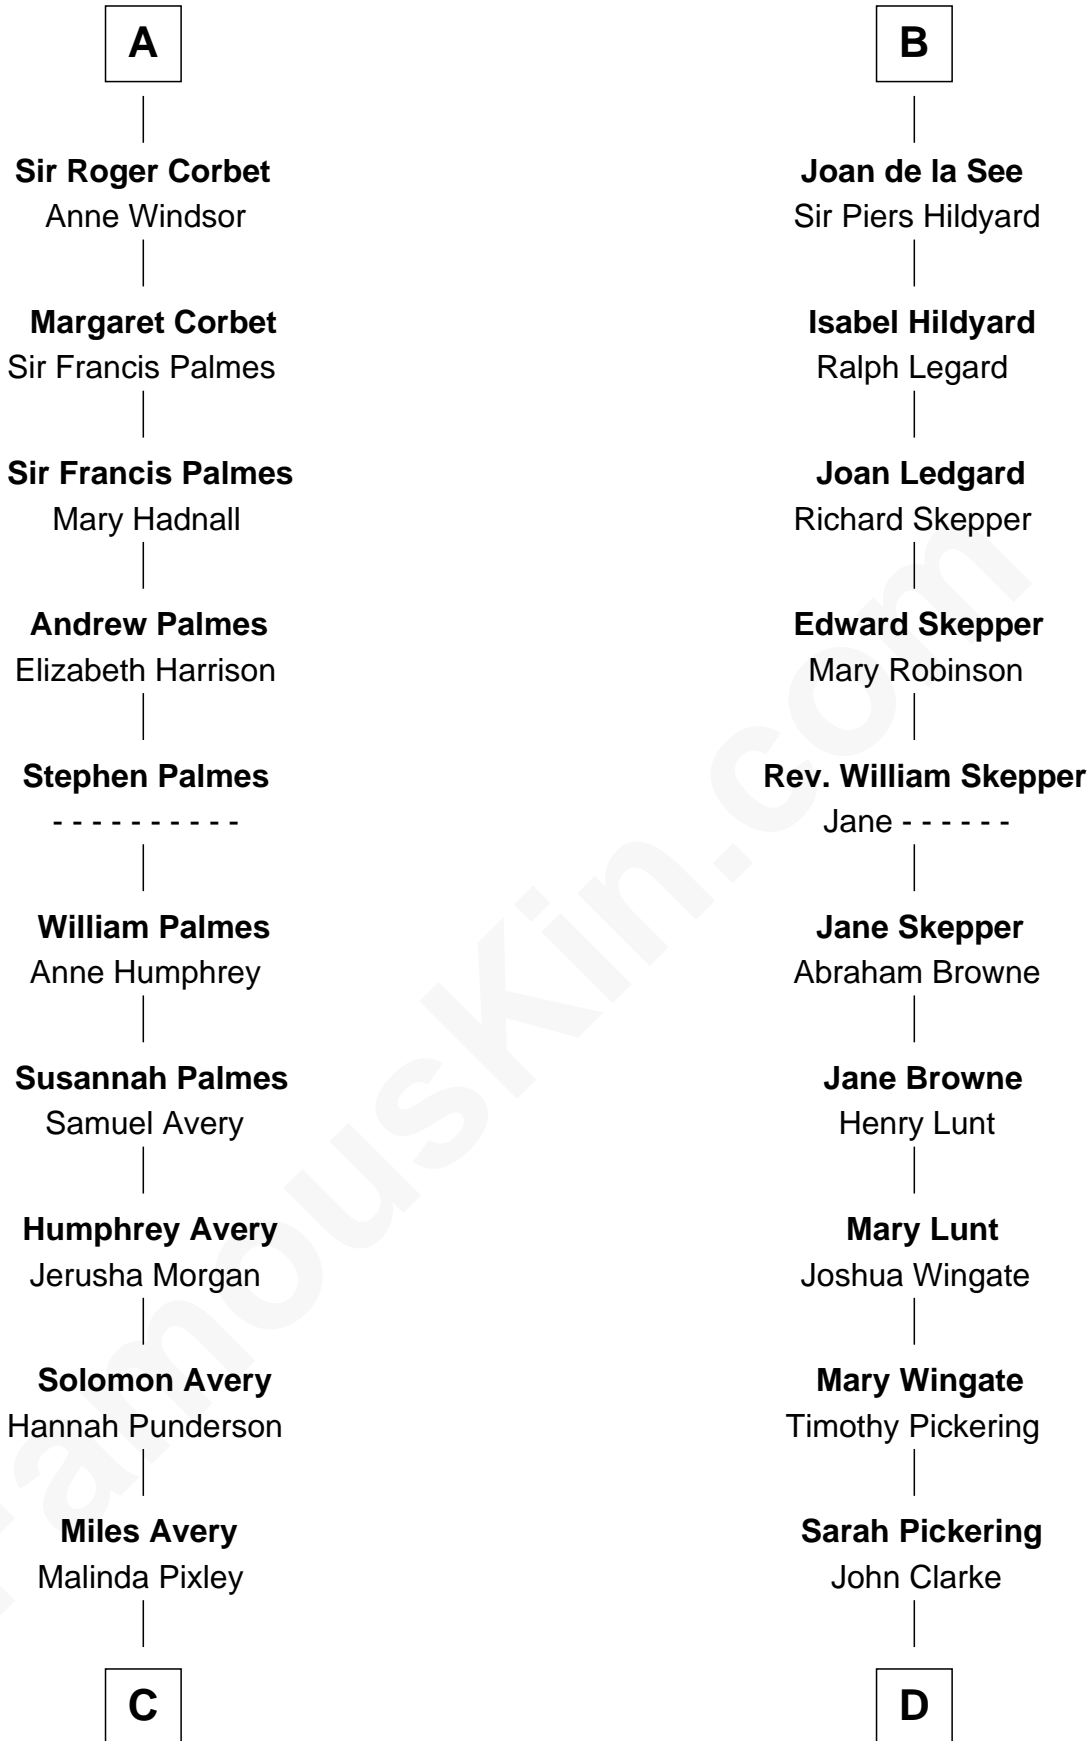 A
Sir Roger Corbet
Anne Windsor
Margaret Corbet
Sir Francis Palmes
Sir Francis Palmes
Mary Hadnall
Andrew Palmes
Elizabeth Harrison
Stephen Palmes
- - - - - - - - - -
William Palmes
Anne Humphrey
Susannah Palmes
Samuel Avery
Humphrey Avery
Jerusha Morgan
Solomon Avery
Hannah Punderson
Miles Avery
Malinda Pixley
C
B
Joan de la See
Sir Piers Hildyard
Isabel Hildyard
Ralph Legard
Joan Ledgard
Richard Skepper
Edward Skepper
Mary Robinson
Rev. William Skepper
Jane - - - - - -
Jane Skepper
Abraham Browne
Jane Browne
Henry Lunt
Mary Lunt
Joshua Wingate
Mary Wingate
Timothy Pickering
Sarah Pickering
John Clarke
D
FamousKin.com